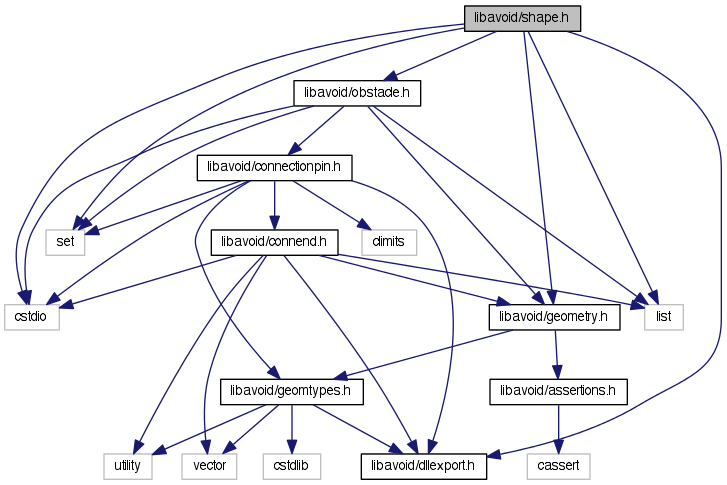 libavoid/shape.h
libavoid/obstacle.h
libavoid/connectionpin.h
set
libavoid/connend.h
climits
cstdio
libavoid/geometry.h
list
libavoid/geomtypes.h
libavoid/assertions.h
utility
vector
cstdlib
libavoid/dllexport.h
cassert